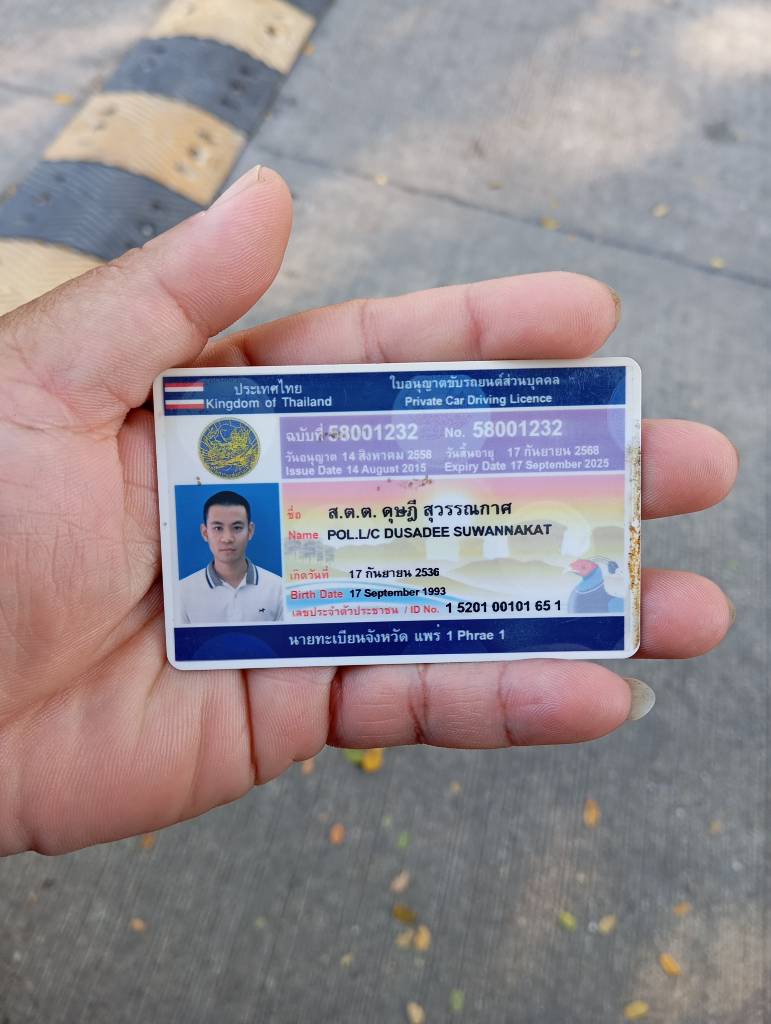 ประเทศไทย
Kingdom of Thailand
ใบอนุญาตขับรถยนต์ส่วนบุคคล
Private Car Driving Licence
ฉบับที่ 58001232 No. 58001232
วันอนุญาต 14 สิงหาคม 2558 วันสิ้นอายุ 17 กันยายน 2568
Issue Date 14 August 2015 Expiry Date 17 September 2025
ชื่อ ส.ต.ต. ดุษฎี สุวรรณกาศ
Name POL.L/C DUSADEE SUWANNAKAT
เกิดวันที่ 17 กันยายน 2536
Birth Date 17 September 1993
เลขประจำตัวประชาชน / ID No. 1 5201 00101 65 1
นายทะเบียนจังหวัด แพร่ 1 Phrae 1